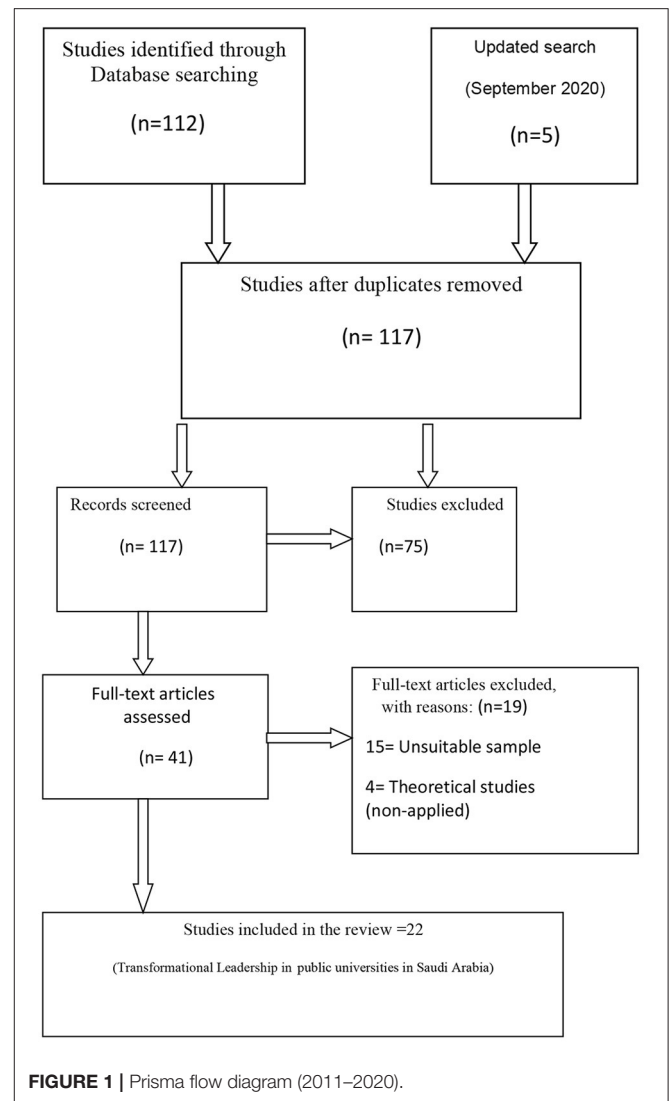 Studies identified through
Database searching
(n=112)
Updated search
(September 2020)
(n=5)
Studies after duplicates removed
(n= 117)
Records screened
(n= 117)
Studies excluded
(n=75)
Full-text articles
assessed
(n= 41)
Full-text articles excluded,
with reasons: (n=19)
15= Unsuitable sample
4= Theoretical studies
(non-applied)
Studies included in the review =22
(Transformational Leadership in public universities in Saudi Arabia)
FIGURE 1 | Prisma flow diagram (2011–2020).